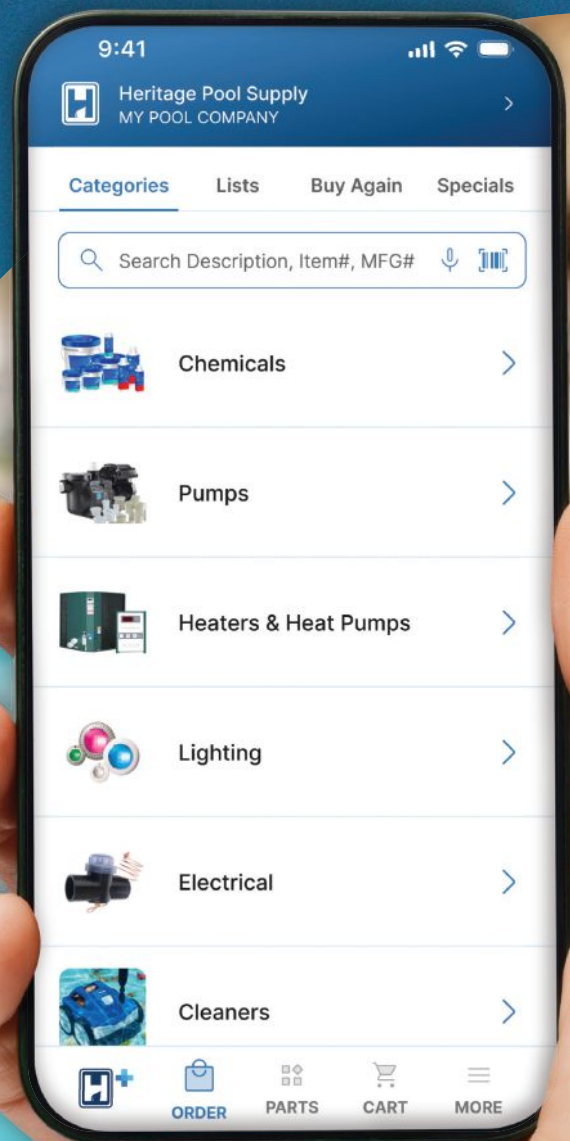 9:41
Heritage Pool Supply
MY POOL COMPANY
Categories Lists Buy Again Specials
Search Description, Item#, MFG#
Chemicals
Pumps
Heaters & Heat Pumps
Lighting
Electrical
Cleaners
H+
ORDER PARTS CART MORE